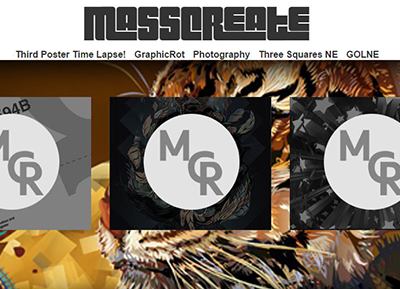 MASSCREATE
Third Poster Time Lapse! GraphicRot Photography Three Squares NE GOLNE
94B
MCR
MCR
MCR